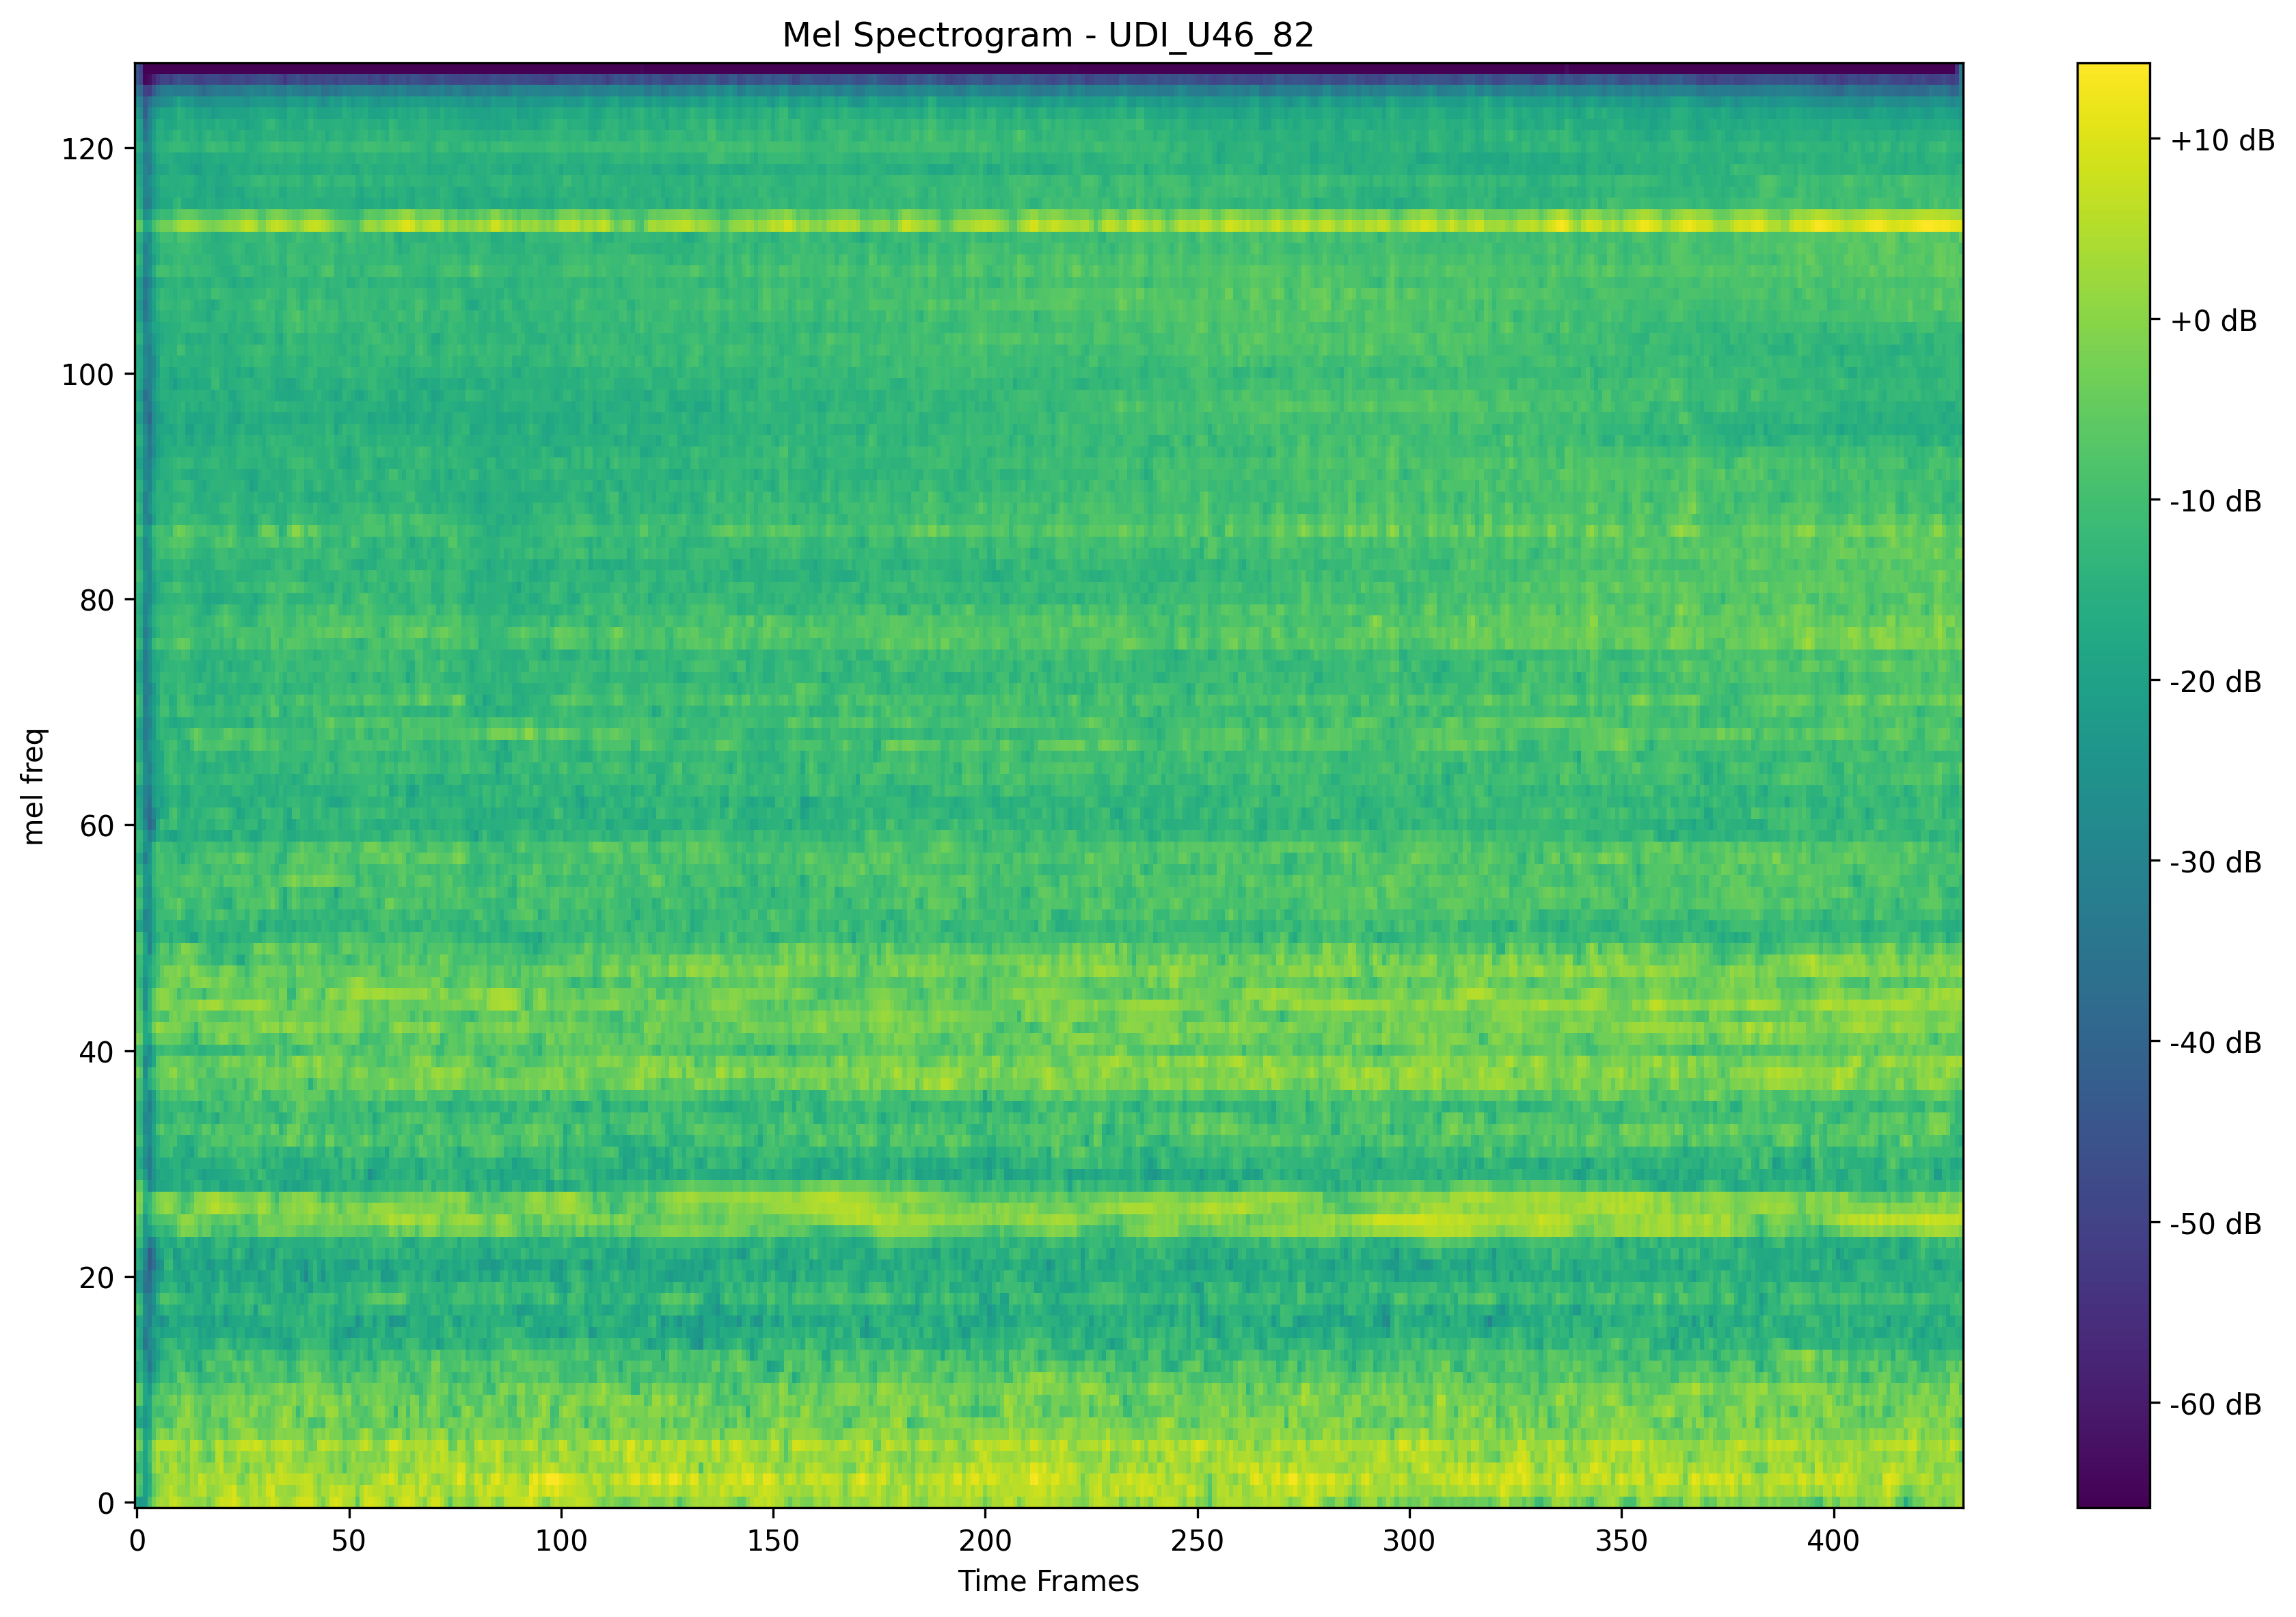 Mel Spectrogram - UDI_U46_82
mel freq
120
100
80
60
40
20
0
0 50 100 150 200 250 300 350 400
Time Frames
+10 dB
+0 dB
-10 dB
-20 dB
-30 dB
-40 dB
-50 dB
-60 dB